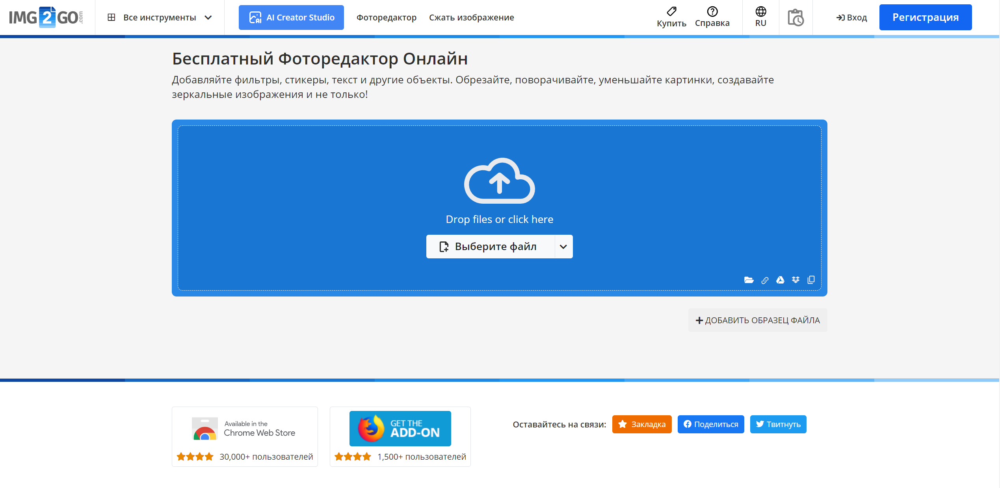 IMG2GO.com
Все инструменты
AI Creator Studio
AI
Фоторедактор
Сжать изображение
Купить
Справка
RU
Вход
Регистрация
Бесплатный Фоторедактор Онлайн
Добавляйте фильтры, стикеры, текст и другие объекты. Обрезайте, поворачивайте, уменьшайте картинки, создавайте
зеркальные изображения и не только!
Drop files or click here
Выберите файл
ДОБАВИТЬ ОБРАЗЕЦ ФАЙЛА
Available in the
Chrome Web Store
30,000+ пользователей
GET THE
ADD-ON
1,500+ пользователей
Оставайтесь на связи:
Закладка
Поделиться
Твитнуть